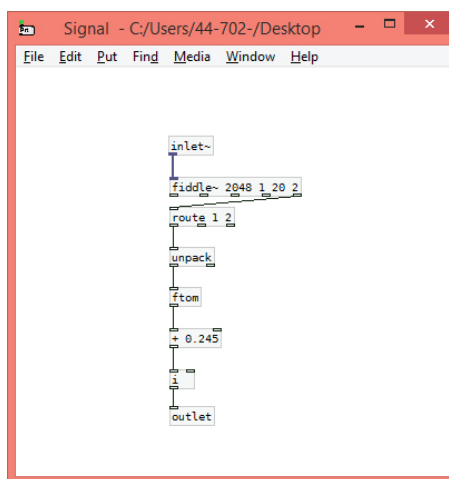 Signal - C:/Users/44-702-/Desktop
File Edit Put Find Media Window Help
inlet~
fiddle~ 2048 1 20 2
route 1 2
unpack
ftom
+ 0.245
i
outlet